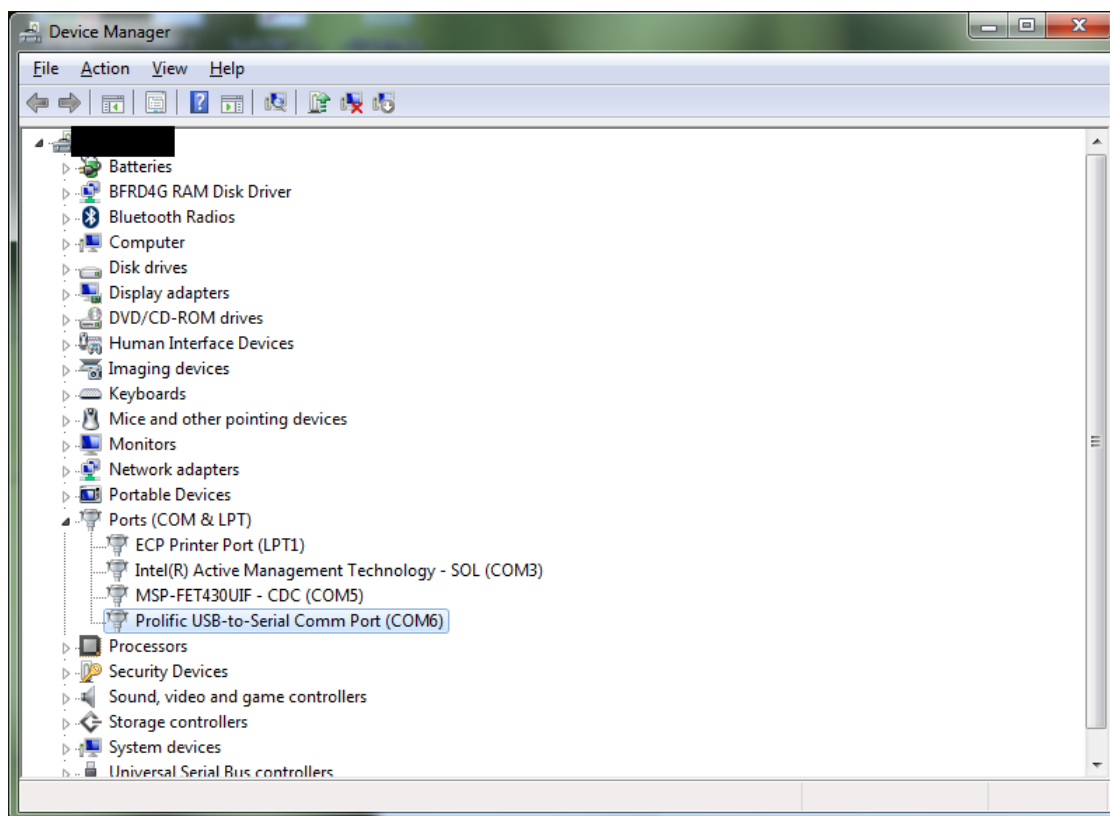 Device Manager
File Action View Help
Batteries
BFRD4G RAM Disk Driver
Bluetooth Radios
Computer
Disk drives
Display adapters
DVD/CD-ROM drives
Human Interface Devices
Imaging devices
Keyboards
Mice and other pointing devices
Monitors
Network adapters
Portable Devices
Ports (COM & LPT)
ECP Printer Port (LPT1)
Intel(R) Active Management Technology - SOL (COM3)
MSP-FET430UIF - CDC (COM5)
Prolific USB-to-Serial Comm Port (COM6)
Processors
Security Devices
Sound, video and game controllers
Storage controllers
System devices
Universal Serial Bus controllers